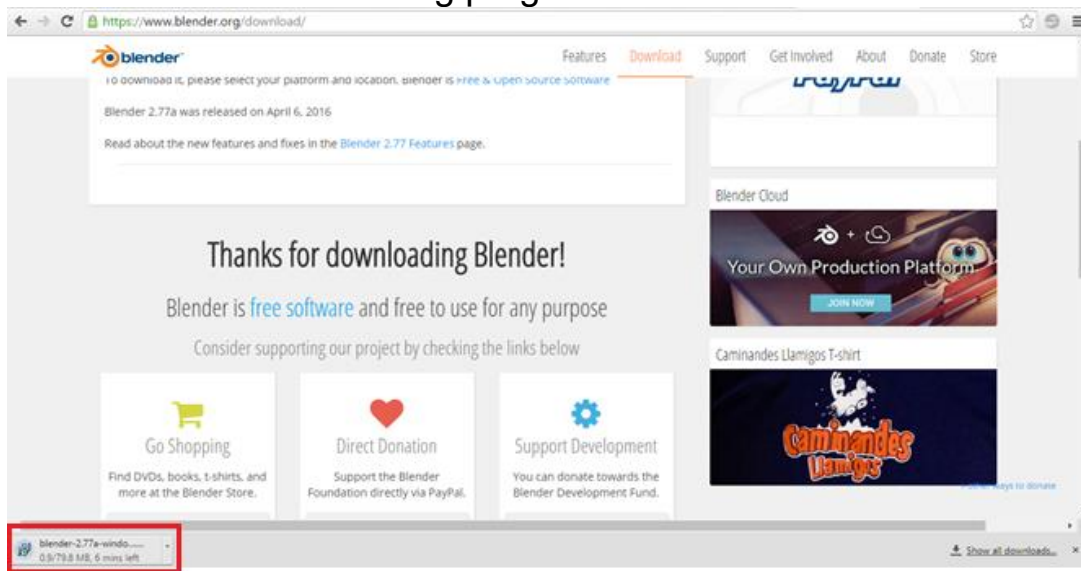 https://www.blender.org/download/
blender
Features Download Support Get Involved About Donate Store
To download it, please select your platform and location. Blender is Free & Open Source Software
Blender 2.77a was released on April 6, 2016
Read about the new features and fixes in the Blender 2.77 Features page.
Thanks for downloading Blender!
Blender is free software and free to use for any purpose
Consider supporting our project by checking the links below
Go Shopping
Find DVDs, books, t-shirts, and
more at the Blender Store.
Direct Donation
Support the Blender
Foundation directly via PayPal.
Support Development
You can donate towards the
Blender Development Fund.
PayPal
Blender Cloud
+
Your Own Production Platform
JOIN NOW
Caminandes Llamigos T-shirt
Caminandes
Llamigos
ways to donate
blender-2.77a-windo......
0.9/79.8 MB, 6 mins left
Show all downloads...